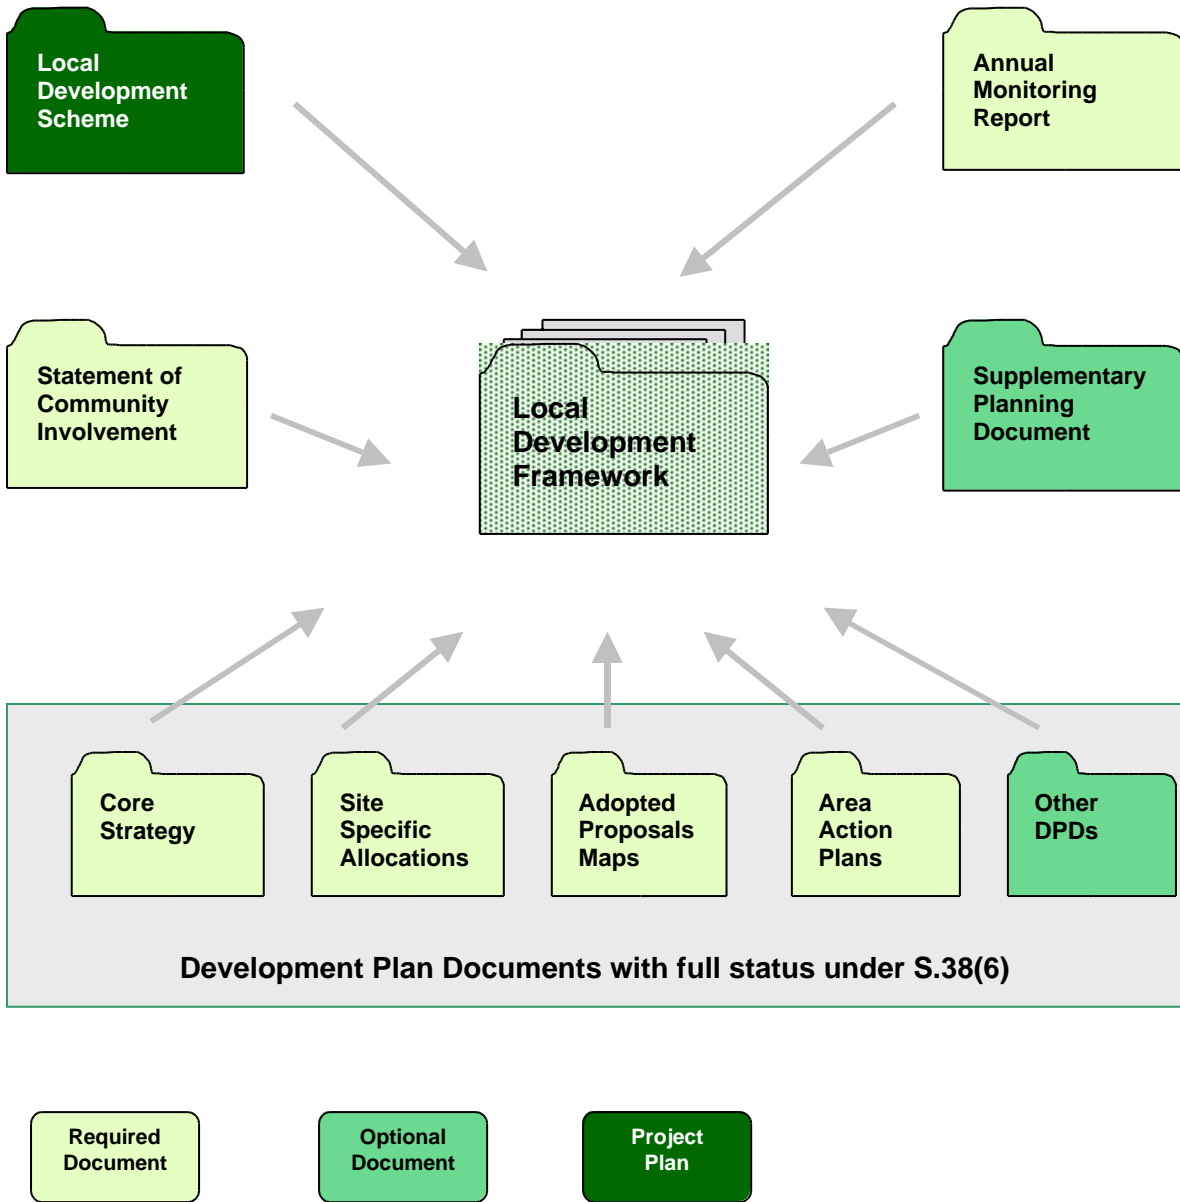 Local
Development
Scheme
Annual
Monitoring
Report
Statement of
Community
Involvement
Local
Development
Framework
Supplementary
Planning
Document
Core
Strategy
Site
Specific
Allocations
Adopted
Proposals
Maps
Area
Action
Plans
Other
DPDs
Development Plan Documents with full status under S.38(6)
Required
Document
Optional
Document
Project
Plan